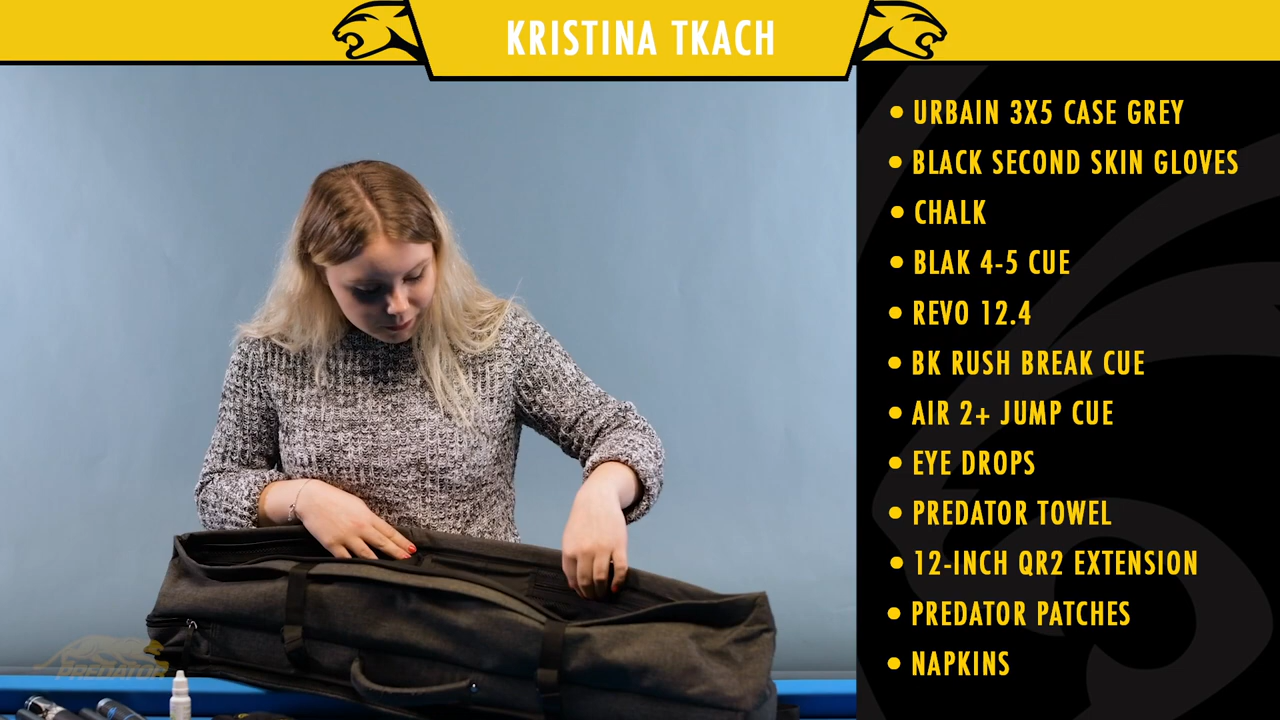 KRISTINA TKACH
• URBAIN 3X5 CASE GREY
• BLACK SECOND SKIN GLOVES
• CHALK
• BLAK 4-5 CUE
• REVO 12.4
• BK RUSH BREAK CUE
• AIR 2+ JUMP CUE
• EYE DROPS
• PREDATOR TOWEL
• 12-INCH QR2 EXTENSION
• PREDATOR PATCHES
• NAPKINS
PREDATOR